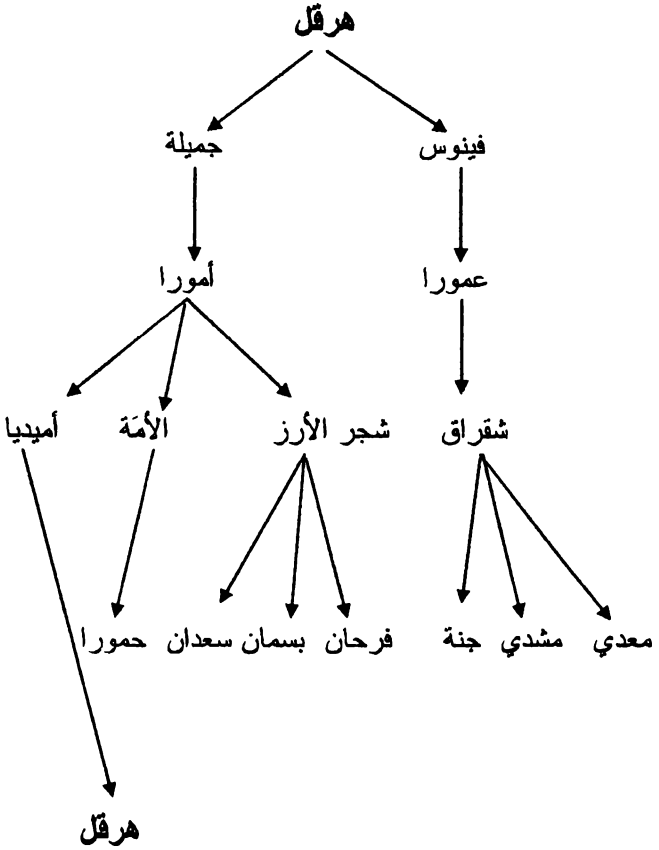 هرقل
فينوس جميلة
عمورا أمورا
شقراق شجر الأرز الأمَة أميديا
معدي مشدي جنة فرحان بسمان سعدان حمورا
هرقل